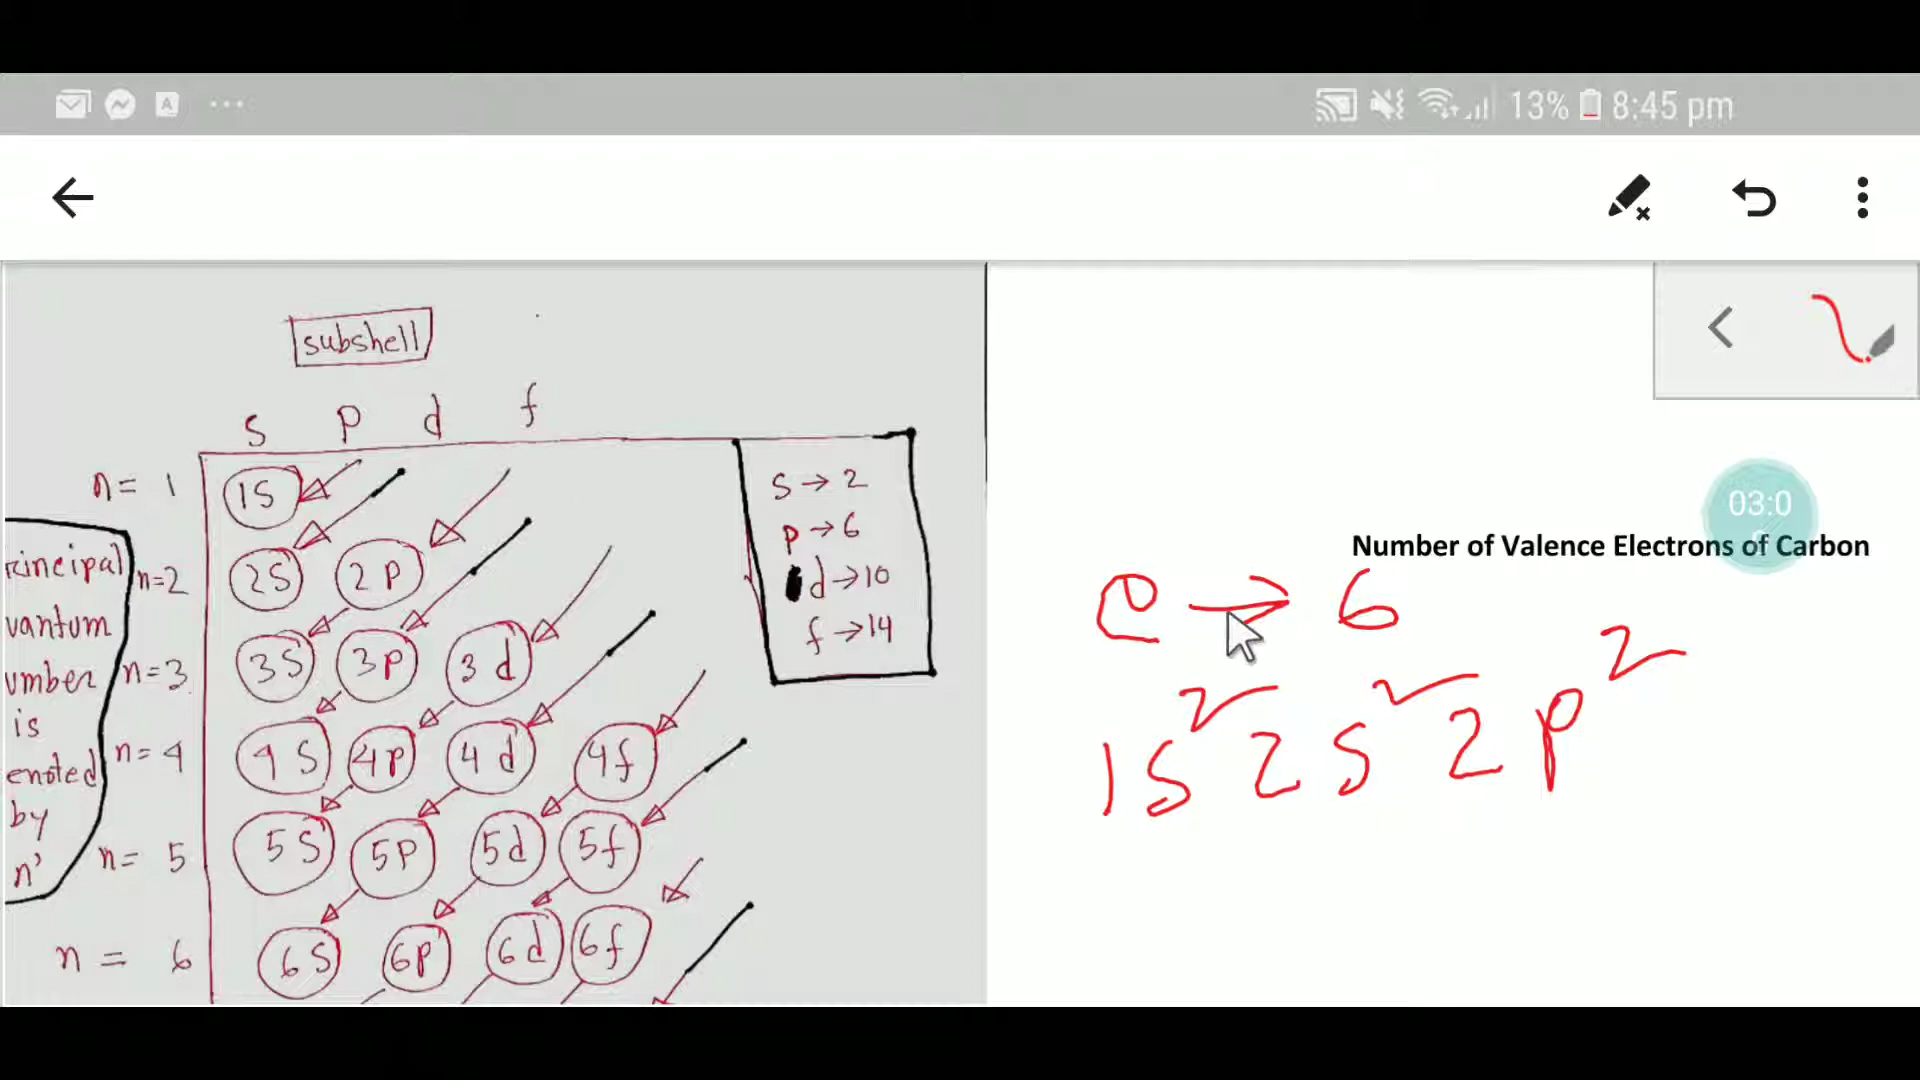 13% 8:45 pm
subshell
s p d f
n= 1 1s
n=2 2s 2p
n=3 3s 3p 3d
n=4 4s 4p 4d 4f
n= 5 5s 5p 5d 5f
n = 6 6s 6p 6d 6f
rincipal
uantum
umber
is
enoted
by
n'
s→2
p→6
d→10
f→14
03:0
Number of Valence Electrons of Carbon
→ 6
1s² 2s² 2p²